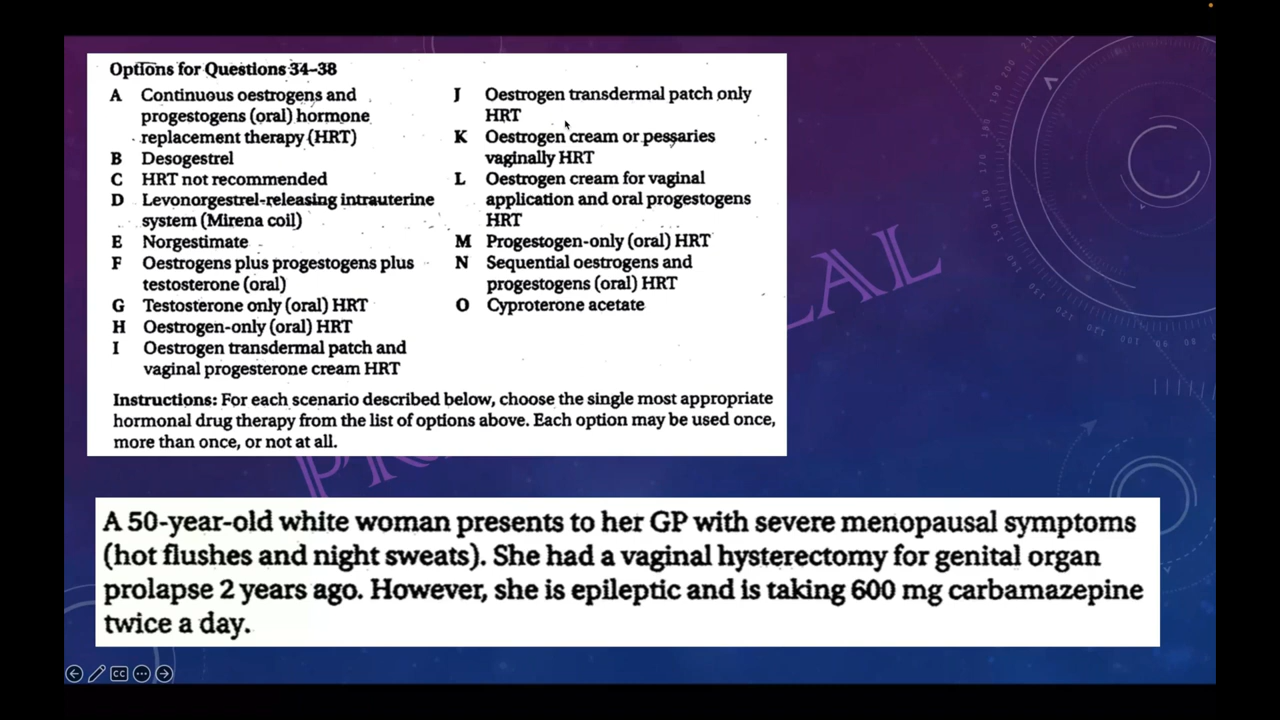 Options for Questions 34–38
A Continuous oestrogens and
progestogens (oral) hormone
replacement therapy (HRT)
B Desogestrel
C HRT not recommended
D Levonorgestrel-releasing intrauterine
system (Mirena coil)
E Norgestimate
F Oestrogens plus progestogens plus
testosterone (oral)
G Testosterone only (oral) HRT
H Oestrogen-only (oral) HRT
I Oestrogen transdermal patch and
vaginal progesterone cream HRT
J Oestrogen transdermal patch only
HRT
K Oestrogen cream or pessaries
vaginally HRT
L Oestrogen cream for vaginal
application and oral progestogens
HRT
M Progestogen-only (oral) HRT
N Sequential oestrogens and
progestogens (oral) HRT
O Cyproterone acetate
Instructions: For each scenario described below, choose the single most appropriate
hormonal drug therapy from the list of options above. Each option may be used once,
more than once, or not at all.
A 50-year-old white woman presents to her GP with severe menopausal symptoms
(hot flushes and night sweats). She had a vaginal hysterectomy for genital organ
prolapse 2 years ago. However, she is epileptic and is taking 600 mg carbamazepine
twice a day.
CC